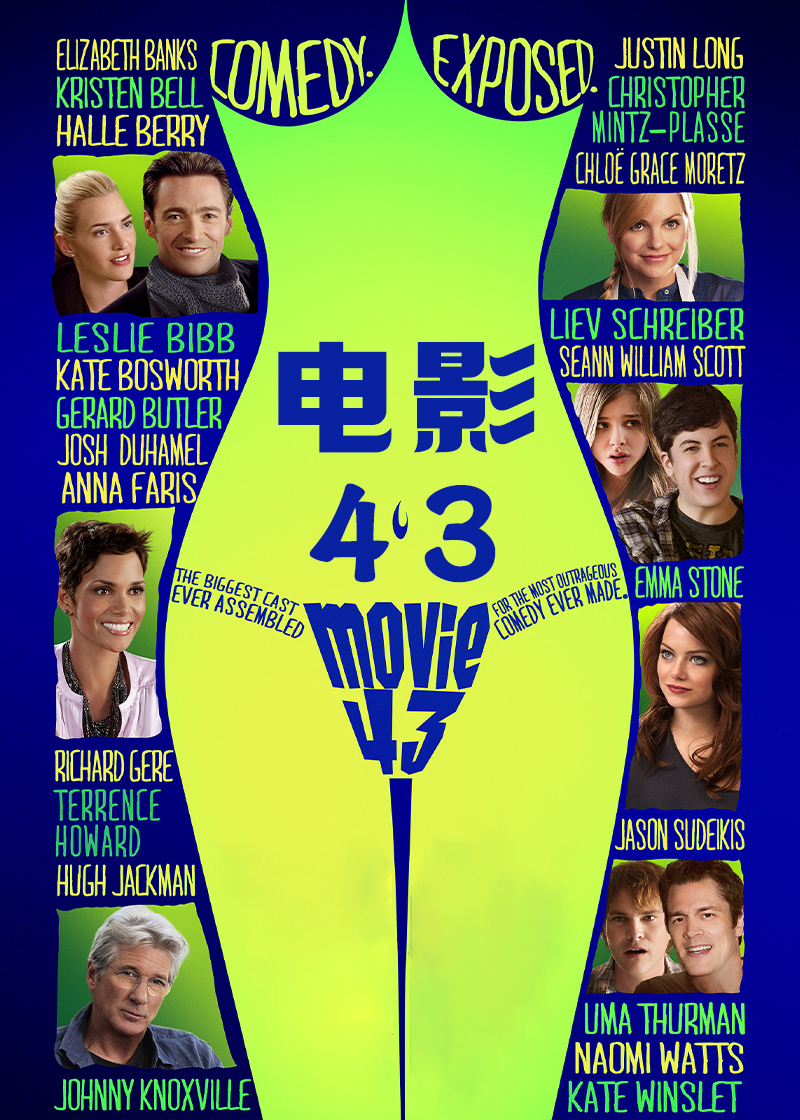 COMEDY.
EXPOSED.
ELIZABETH BANKS
KRISTEN BELL
HALLE BERRY
LESLIE BIBB
KATE BOSWORTH
GERARD BUTLER
JOSH DUHAMEL
ANNA FARIS
RICHARD GERE
TERRENCE
HOWARD
HUGH JACKMAN
JOHNNY KNOXVILLE
JUSTIN LONG
CHRISTOPHER
MINTZ-PLASSE
CHLOË GRACE MORETZ
LIEV SCHREIBER
SEANN WILLIAM SCOTT
EMMA STONE
JASON SUDEIKIS
UMA THURMAN
NAOMI WATTS
KATE WINSLET
电影
43
THE BIGGEST CAST
EVER ASSEMBLED
FOR THE MOST OUTRAGEOUS
COMEDY EVER MADE.
movie
43